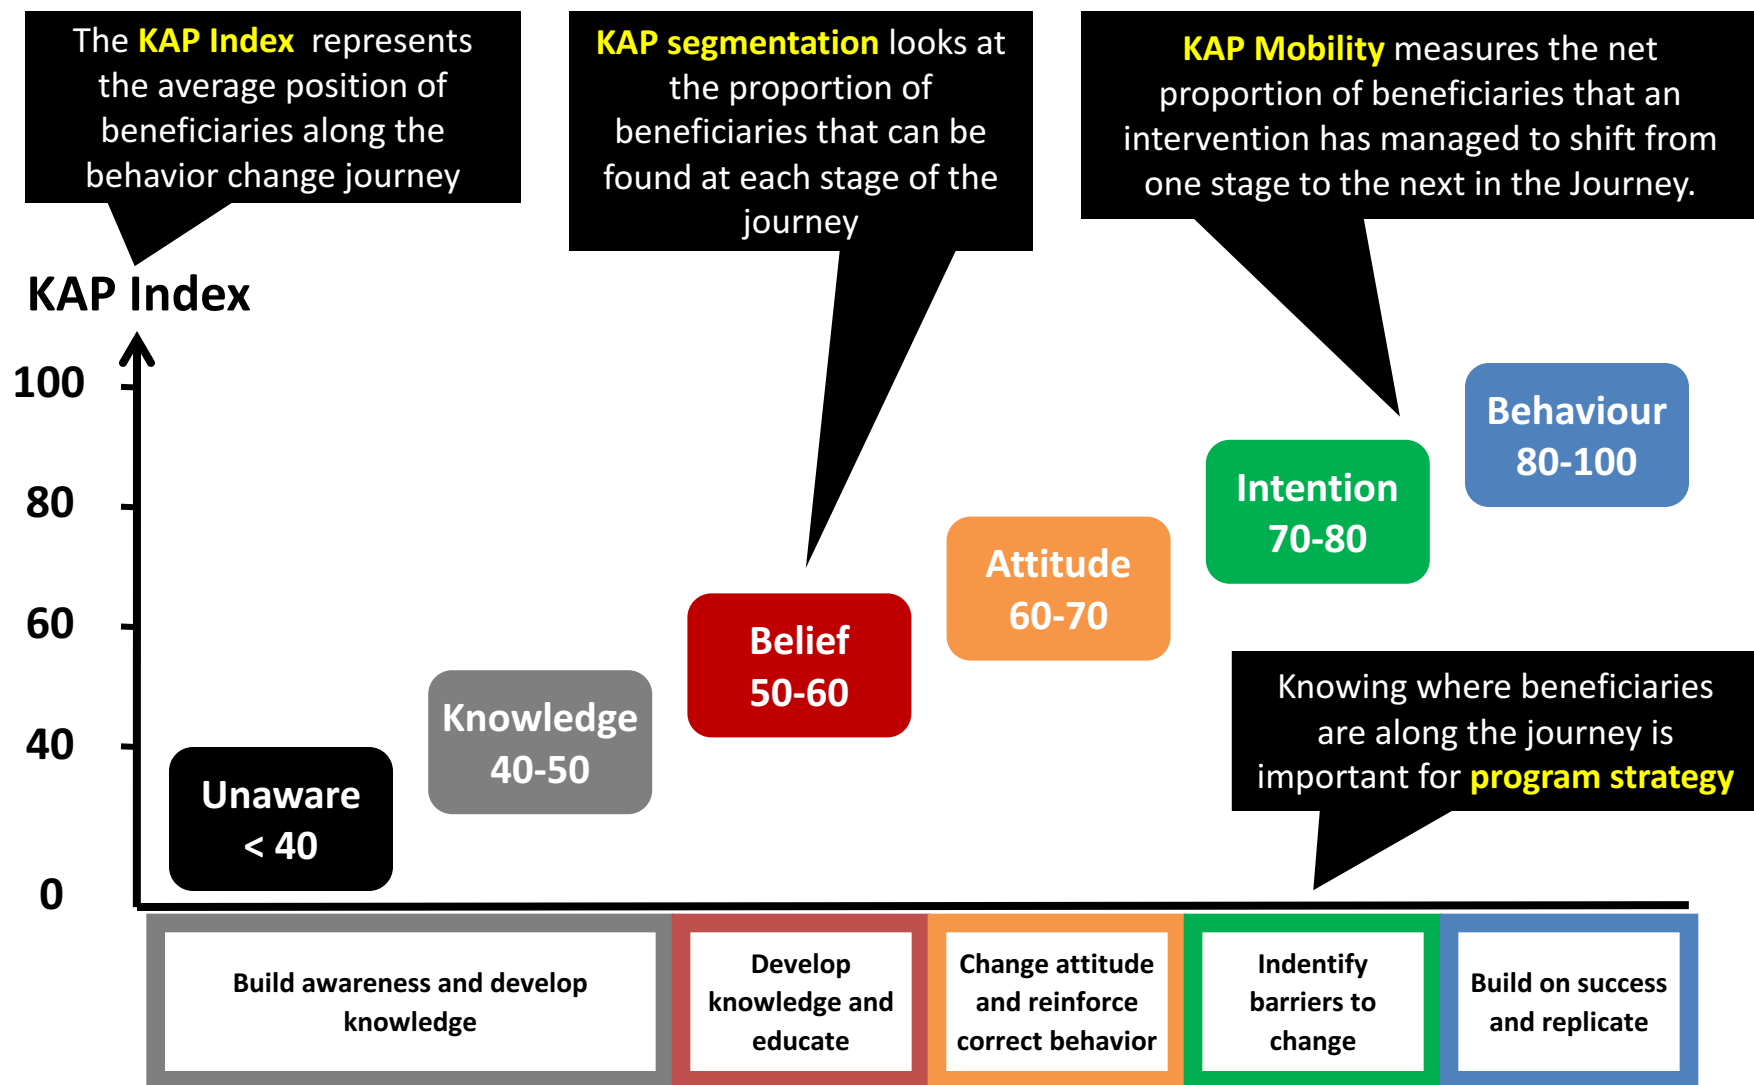 The KAP Index represents
the average position of
beneficiaries along the
behavior change journey
KAP segmentation looks at
the proportion of
beneficiaries that can be
found at each stage of the
journey
KAP Mobility measures the net
proportion of beneficiaries that an
intervention has managed to shift from
one stage to the next in the Journey.
KAP Index
100
80
60
40
0
Unaware
< 40
Knowledge
40-50
Belief
50-60
Attitude
60-70
Intention
70-80
Behaviour
80-100
Knowing where beneficiaries
are along the journey is
important for program strategy
Build awareness and develop
knowledge
Develop
knowledge and
educate
Change attitude
and reinforce
correct behavior
Indentify
barriers to
change
Build on success
and replicate